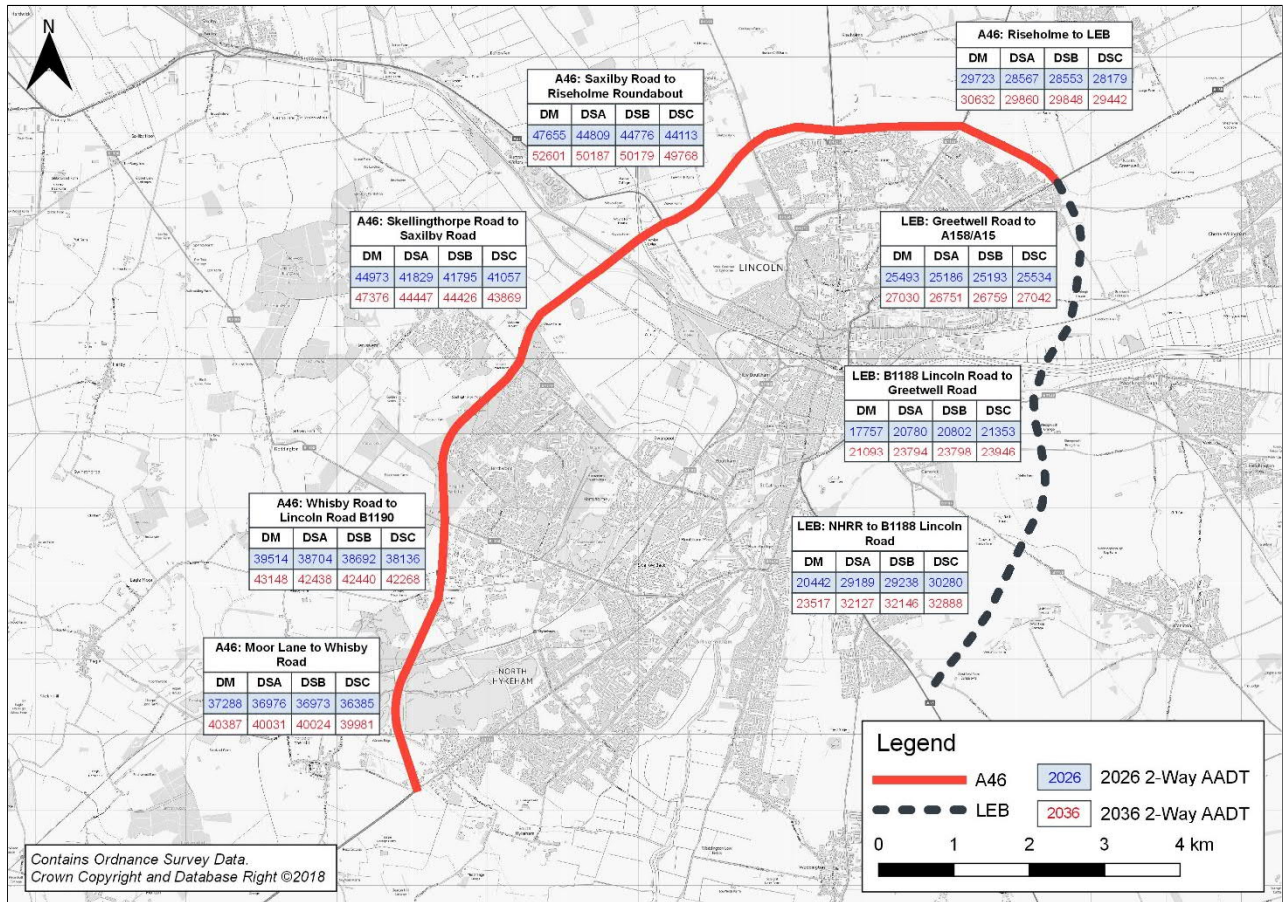 N
A46: Riseholme to LEB
DM DSA DSB DSC
29723 28567 28553 28179
30632 29860 29848 29442
A46: Saxilby Road to
Riseholme Roundabout
DM DSA DSB DSC
47655 44809 44776 44113
52601 50187 50179 49768
A46: Skellingthorpe Road to
Saxilby Road
DM DSA DSB DSC
44973 41829 41795 41057
47376 44447 44426 43869
LEB: Greetwell Road to
A158/A15
DM DSA DSB DSC
25493 25186 25193 25534
27030 26751 26759 27042
LINCOLN
LEB: B1188 Lincoln Road to
Greetwell Road
DM DSA DSB DSC
17757 20780 20802 21353
21093 23794 23798 23946
A46: Whisby Road to
Lincoln Road B1190
DM DSA DSB DSC
39514 38704 38692 38136
43148 42438 42440 42268
LEB: NHRR to B1188 Lincoln
Road
DM DSA DSB DSC
20442 29189 29238 30280
23517 32127 32146 32888
A46: Moor Lane to Whisby
Road
DM DSA DSB DSC
37288 36976 36973 36385
40387 40031 40024 39981
NORTH
HYKEHAM
Legend
A46
LEB
2026 2026 2-Way AADT
2036 2036 2-Way AADT
0 1 2 3 4 km
Contains Ordnance Survey Data.
Crown Copyright and Database Right ©2018